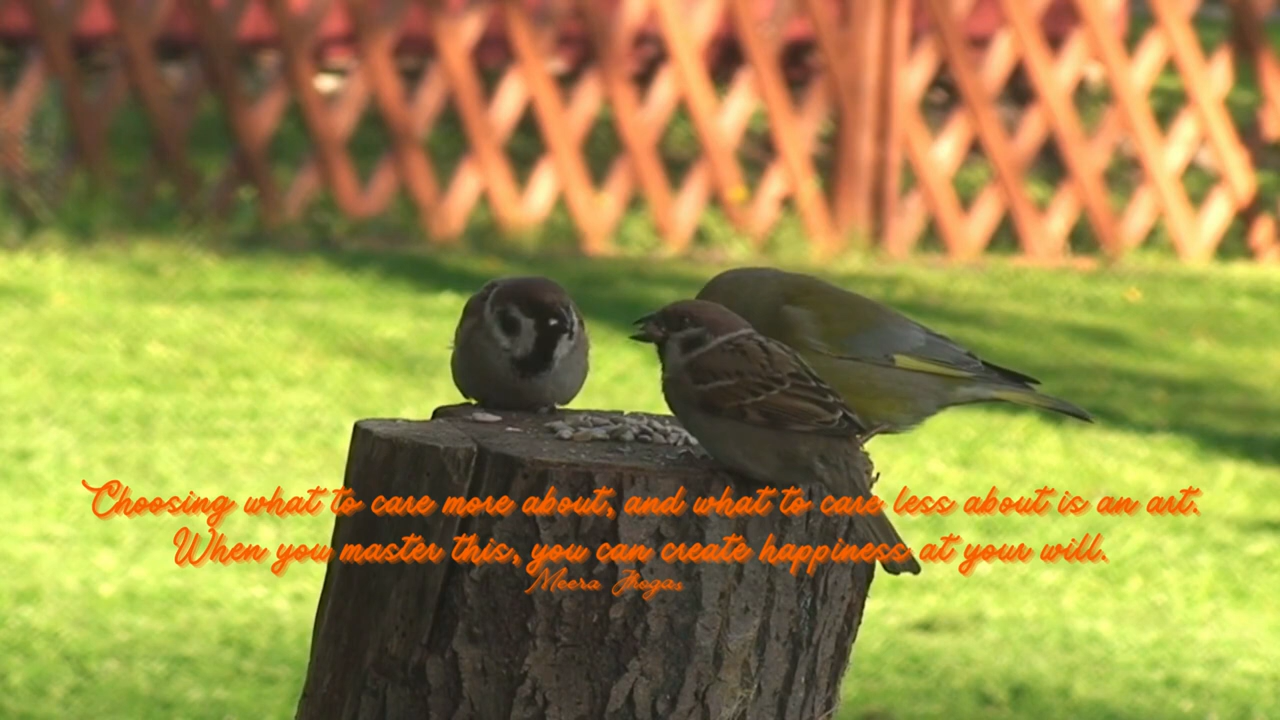 Choosing what to care more about, and what to care less about is an art.
When you master this, you can create happiness at your will.
Meera Jhogas